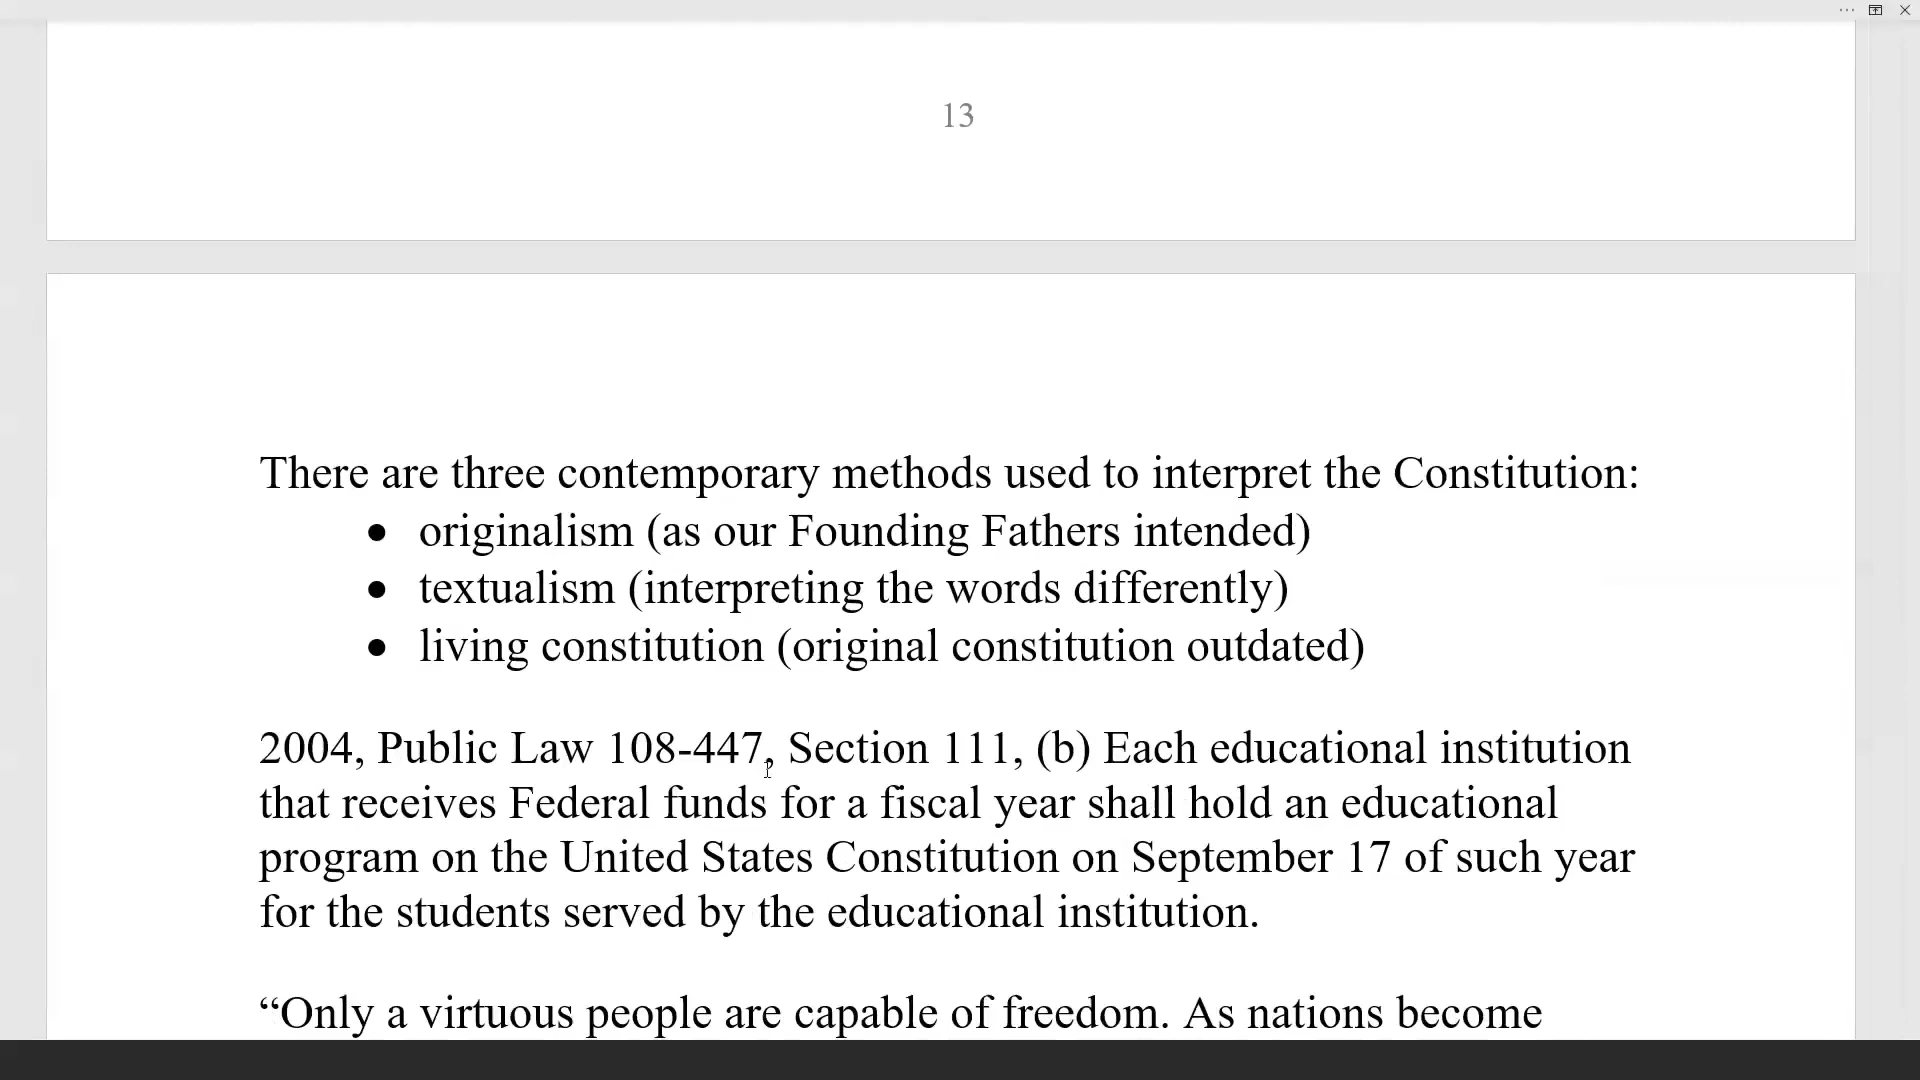 13
There are three contemporary methods used to interpret the Constitution:
• originalism (as our Founding Fathers intended)
• textualism (interpreting the words differently)
• living constitution (original constitution outdated)
2004, Public Law 108-447, Section 111, (b) Each educational institution
that receives Federal funds for a fiscal year shall hold an educational
program on the United States Constitution on September 17 of such year
for the students served by the educational institution.
“Only a virtuous people are capable of freedom. As nations become